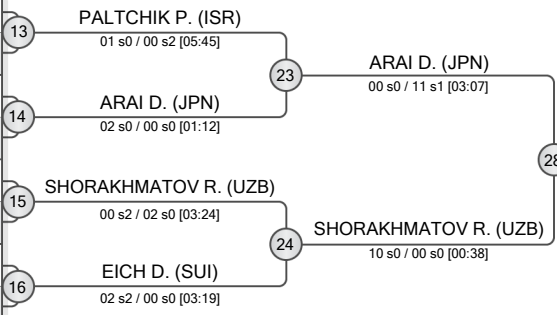 PALTCHIK P. (ISR)
13
01 s0 / 00 s2 [05:45]
23
ARAI D. (JPN)
00 s0 / 11 s1 [03:07]
ARAI D. (JPN)
14
02 s0 / 00 s0 [01:12]
28
SHORAKHMATOV R. (UZB)
15
00 s2 / 02 s0 [03:24]
24
SHORAKHMATOV R. (UZB)
10 s0 / 00 s0 [00:38]
EICH D. (SUI)
16
02 s2 / 00 s0 [03:19]